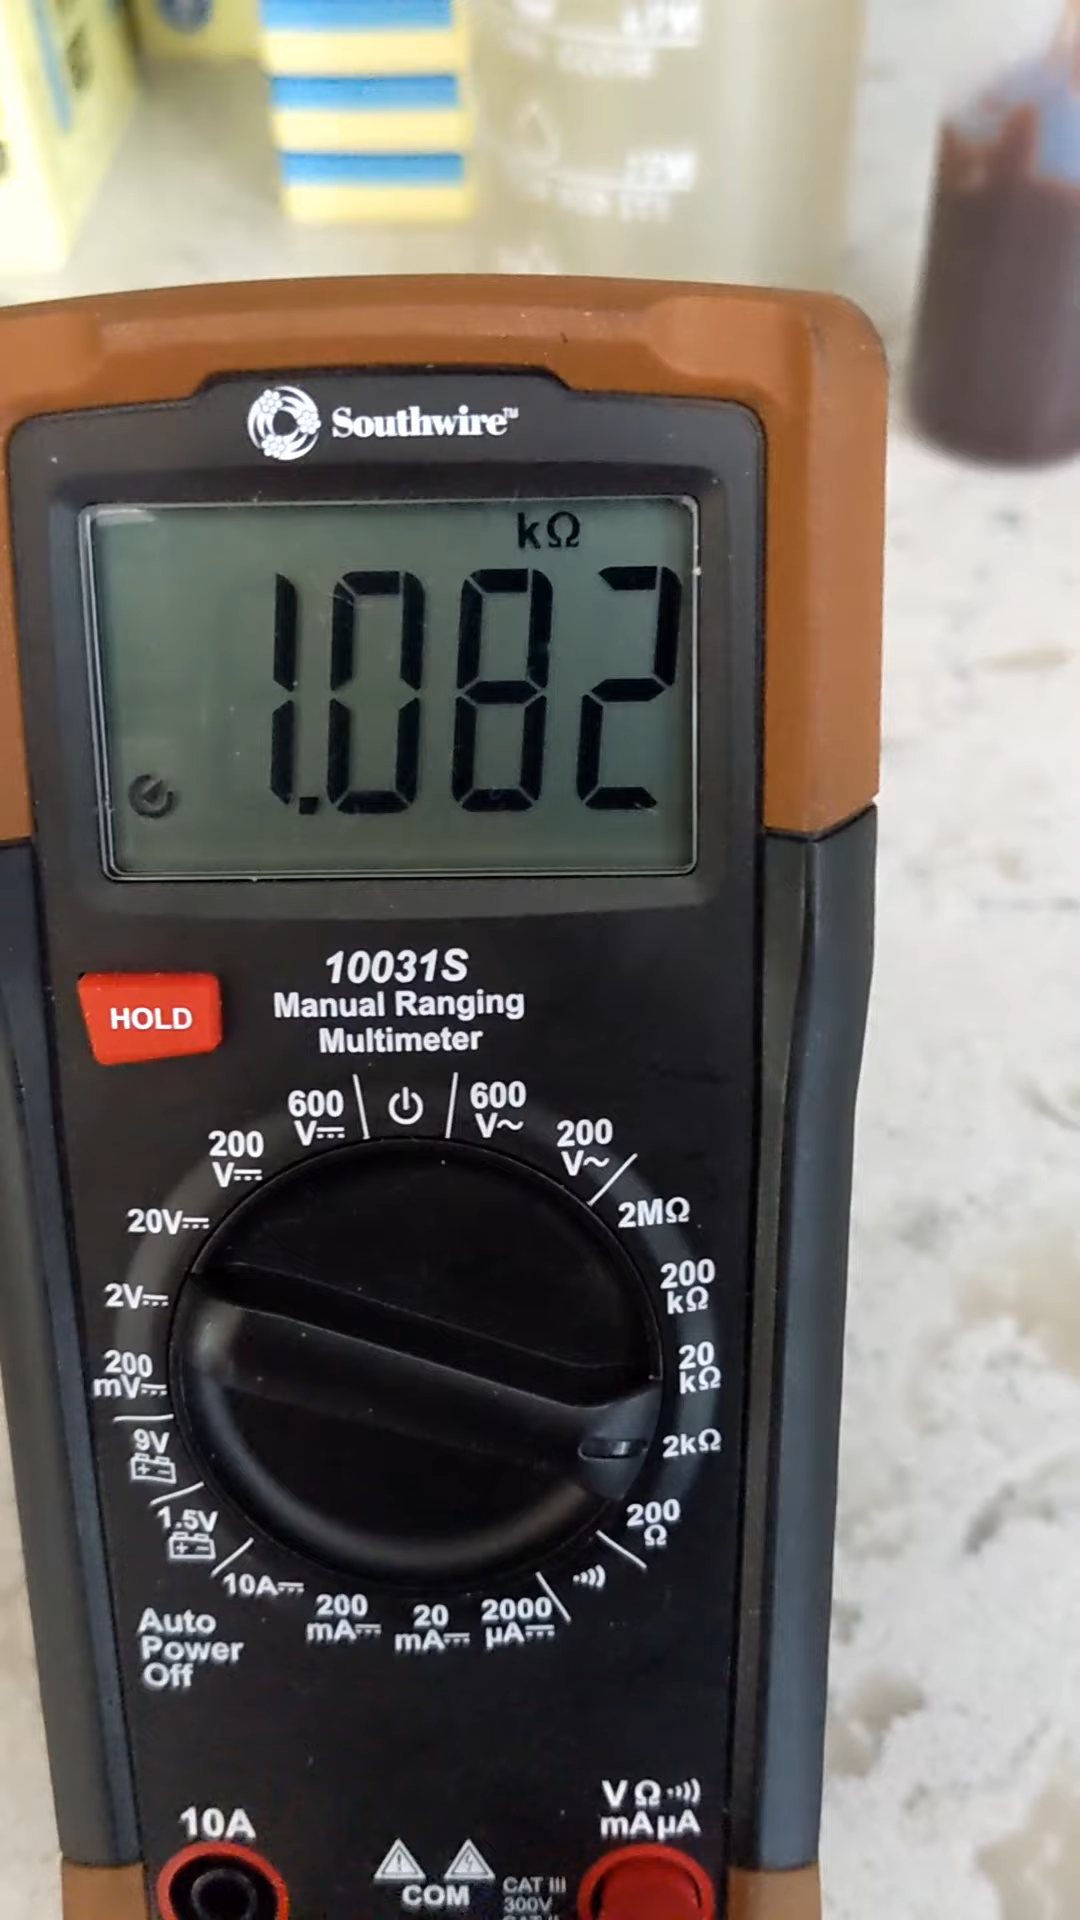 Southwire™
kΩ
1.082
10031S
Manual Ranging
Multimeter
HOLD
600
V⎓
600
V~
200
V⎓
200
V~
20V⎓
2MΩ
2V⎓
200
kΩ
200
mV⎓
20
kΩ
9V
2kΩ
1.5V
200
Ω
10A⎓
200
mA⎓
20
mA⎓
2000
µA⎓
Auto
Power
Off
10A
COM
CAT III
300V
V Ω
mAµA